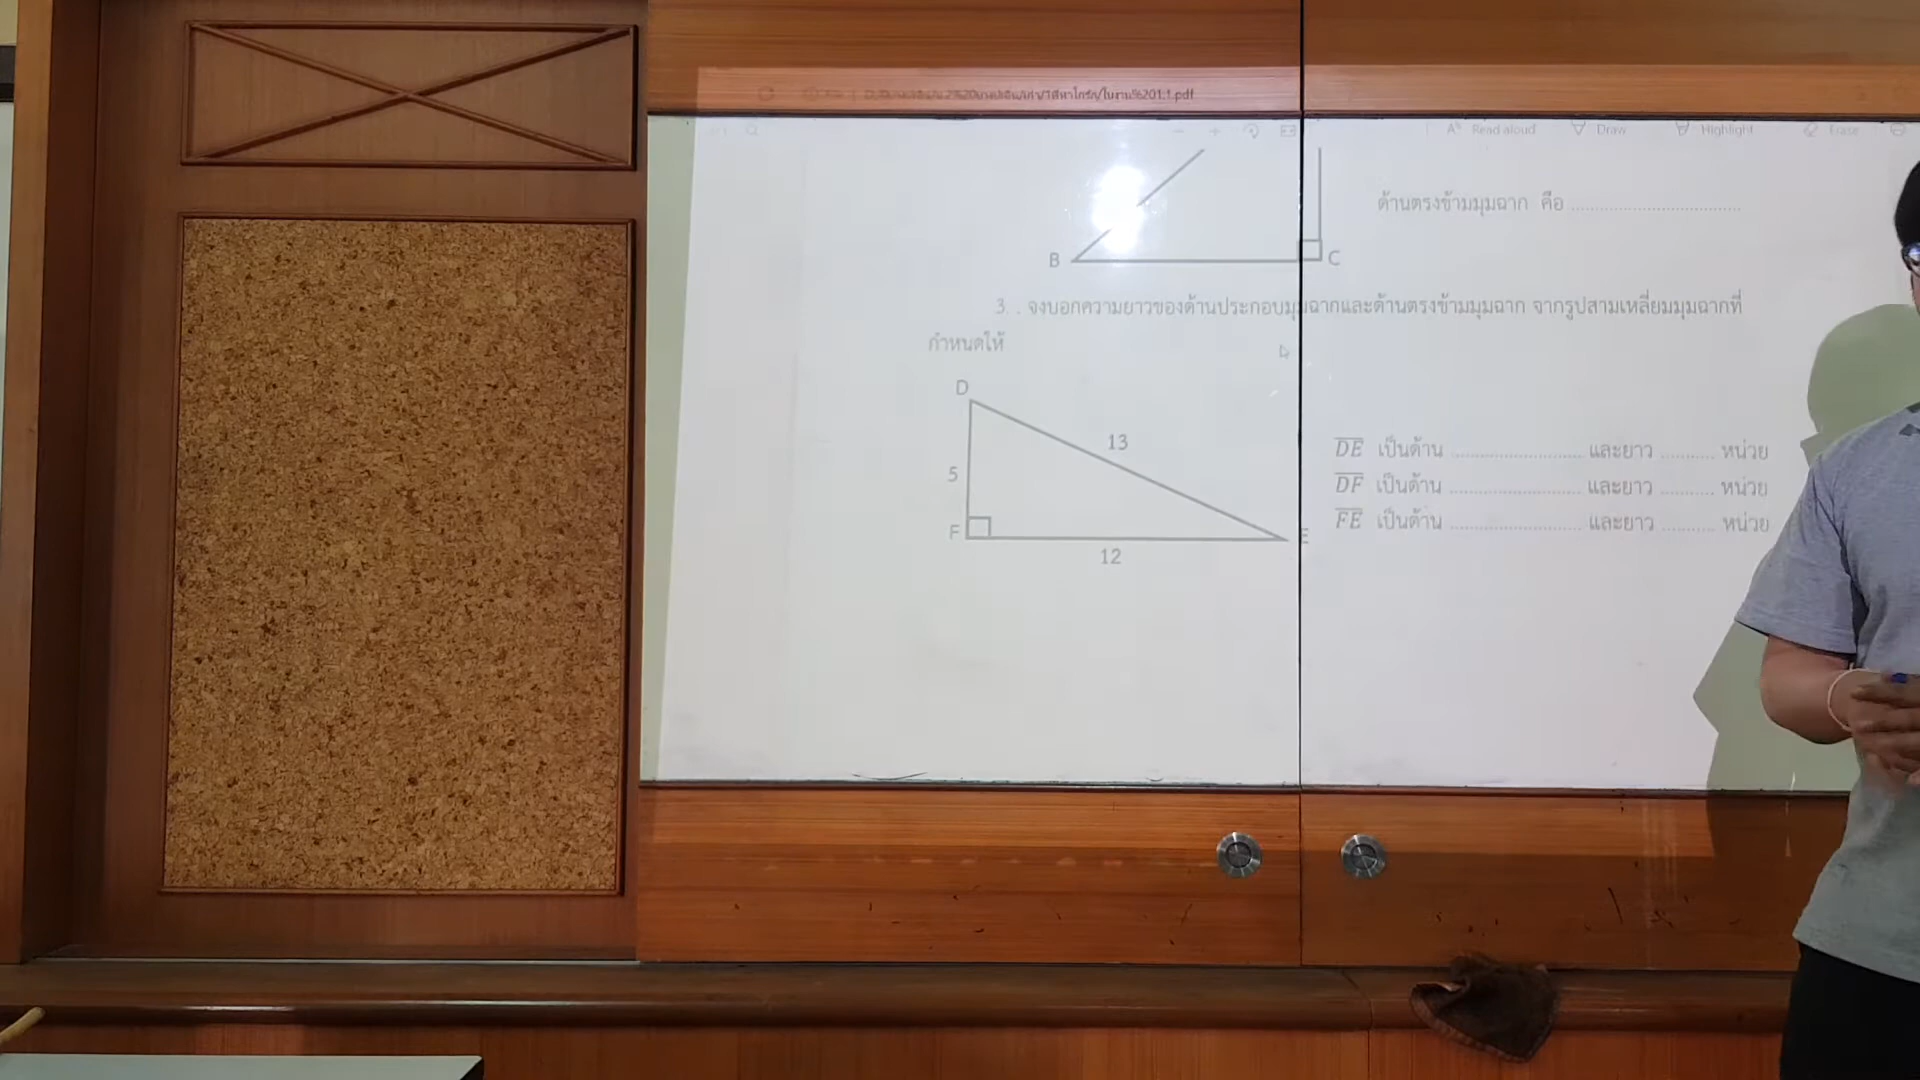 Read aloud Draw Highlight Erase
ด้านตรงข้ามมุมฉาก คือ ........................................
B C
3. . จงบอกความยาวของด้านประกอบมุมฉากและด้านตรงข้ามมุมฉาก จากรูปสามเหลี่ยมมุมฉากที่
กำหนดให้
D
13
5
F E
12
DE เป็นด้าน .............................. และยาว ............ หน่วย
DF เป็นด้าน .............................. และยาว ............ หน่วย
FE เป็นด้าน .............................. และยาว ............ หน่วย